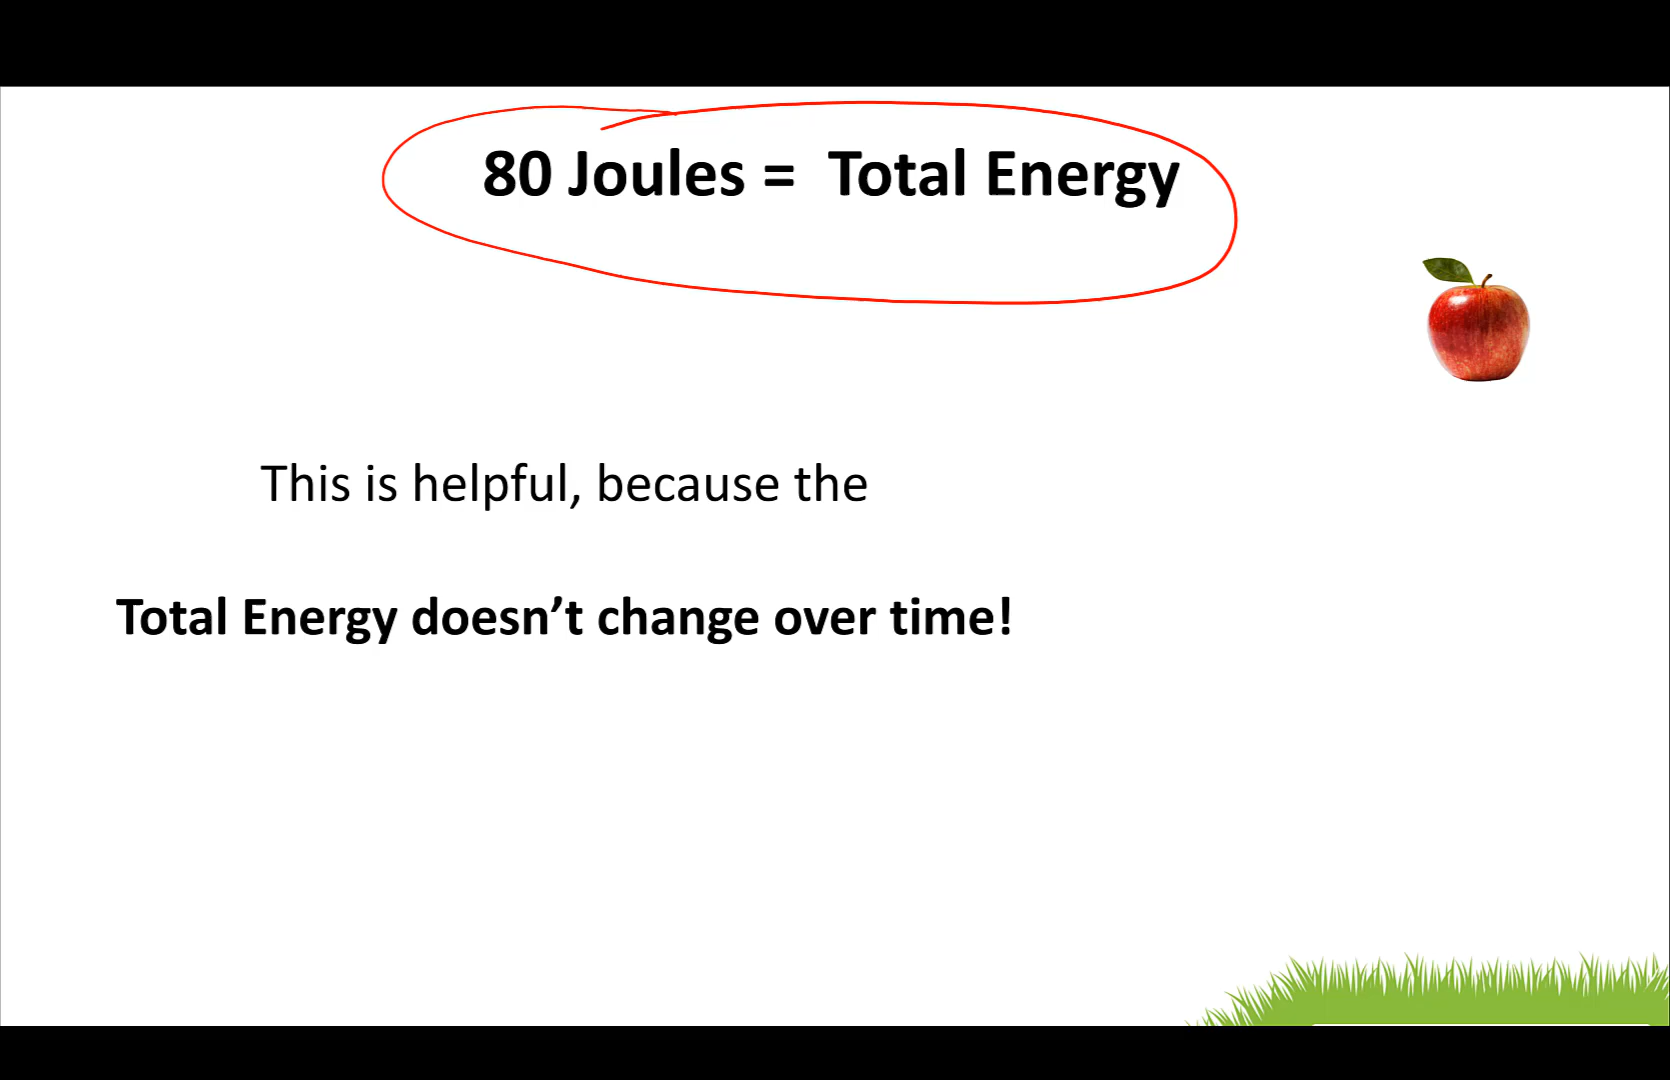 80 Joules = Total Energy
This is helpful, because the
Total Energy doesn’t change over time!